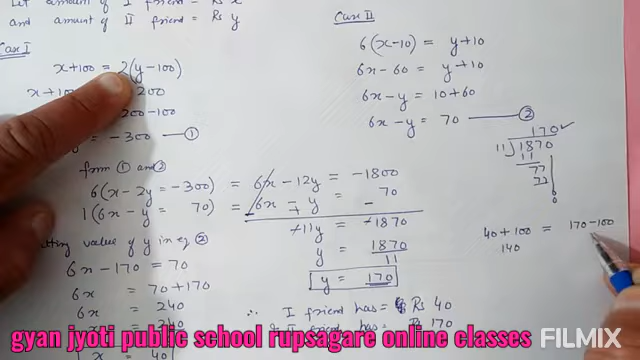 Let amount of I friend = Rs x
and amount of II friend = Rs y
Case I
x+100 = 2(y-100)
x+100 200
200-100
= -300 — ①
from ① and ②
6(x-2y = -300) = 6x-12y = -1800
1(6x-y = 70) = 6x - y = 70
-11y = -1870
y = 1870
11
y = 170
value of y in eq ②
6x-170 = 70
6x = 70+170
6x = 240
x = 240
x = 40
∴ I friend has = Rs 40
II friend has = Rs 170
Case II
6(x-10) = y+10
6x-60 = y+10
6x-y = 10+60
6x-y = 70 — ②
170 ✓
11)1870
11
77
77
0
40+100 = 170-100
140
gyan jyoti public school rupsagare online classes
MADE WITH
FILMIX